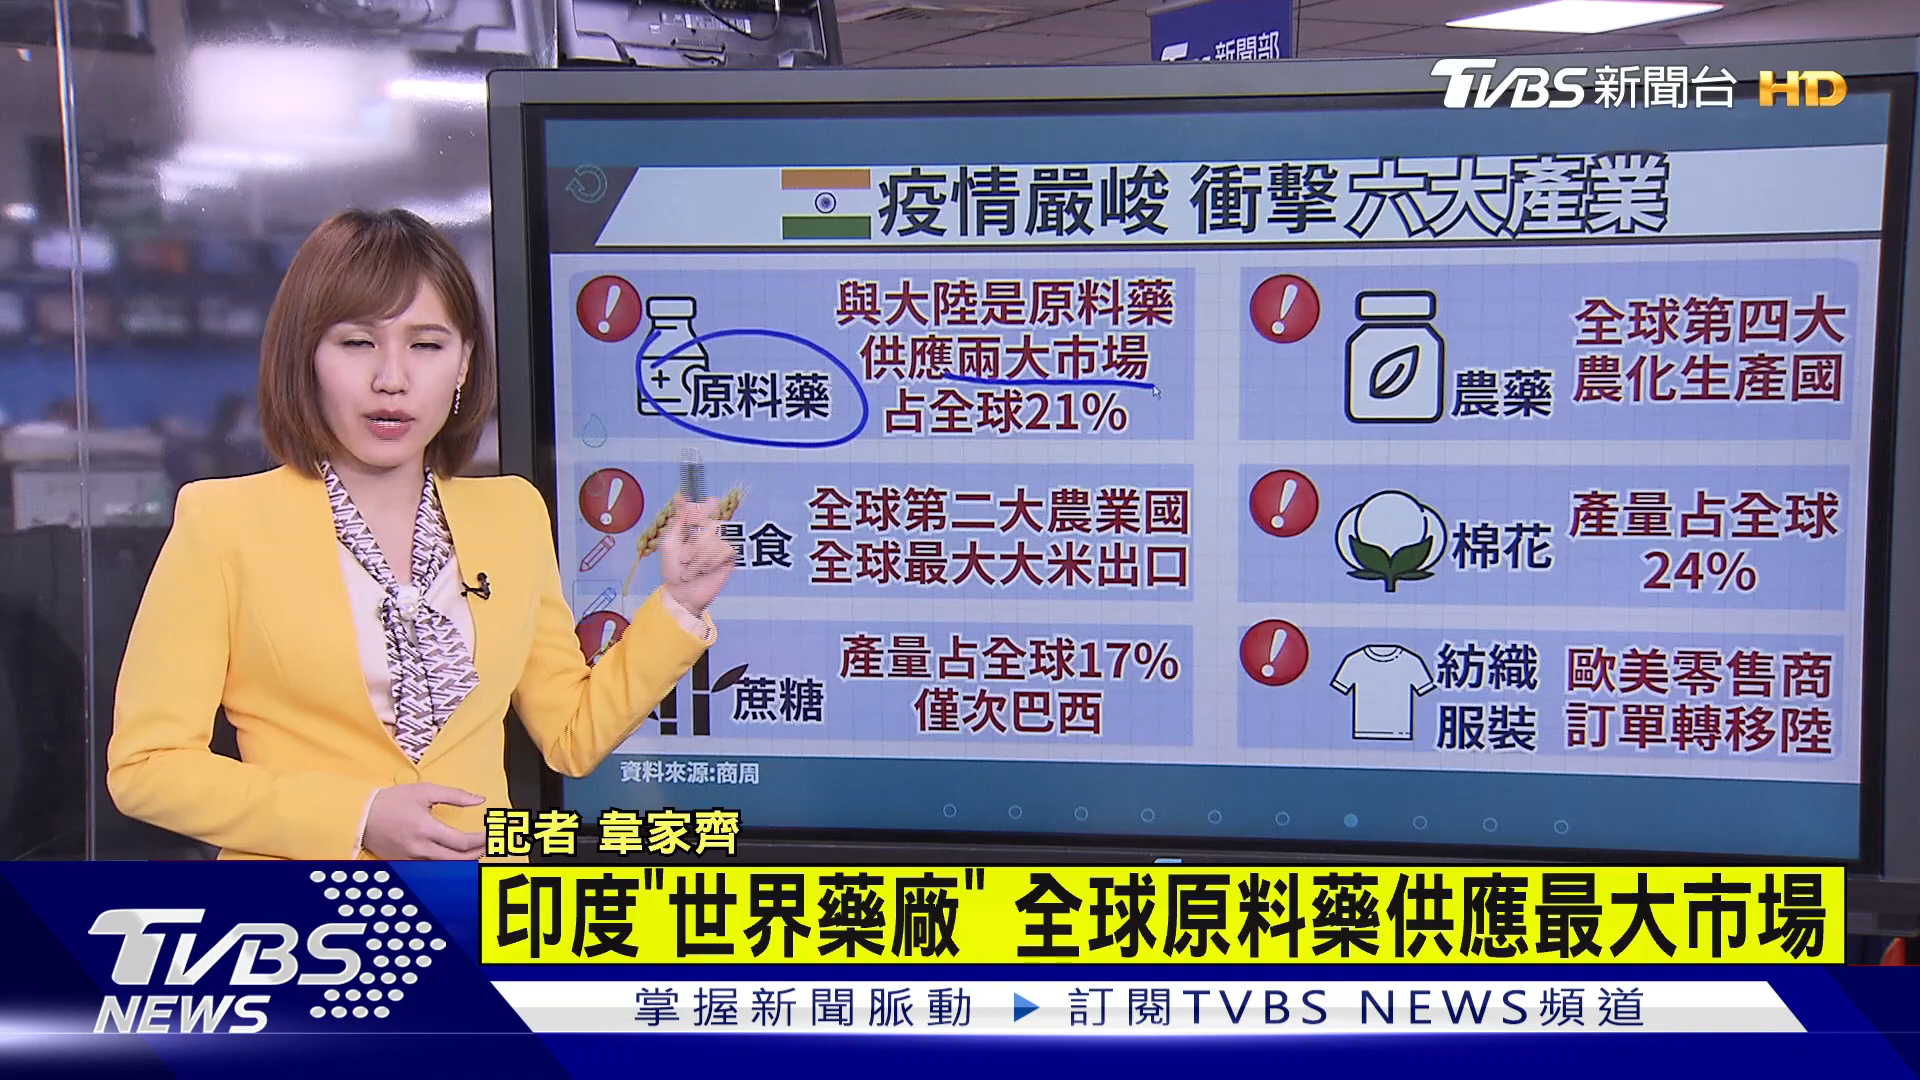 TVBS新聞部
TVBS新聞台 HD
疫情嚴峻 衝擊六大產業
原料藥
與大陸是原料藥
供應兩大市場
占全球21%
農藥
全球第四大
農化生產國
糧食
全球第二大農業國
全球最大大米出口
棉花
產量占全球
24%
蔗糖
產量占全球17%
僅次巴西
紡織
服裝
歐美零售商
訂單轉移陸
資料來源:商周
記者 韋家齊
印度"世界藥廠" 全球原料藥供應最大市場
TVBS
NEWS
掌握新聞脈動 ▶ 訂閱TVBS NEWS頻道